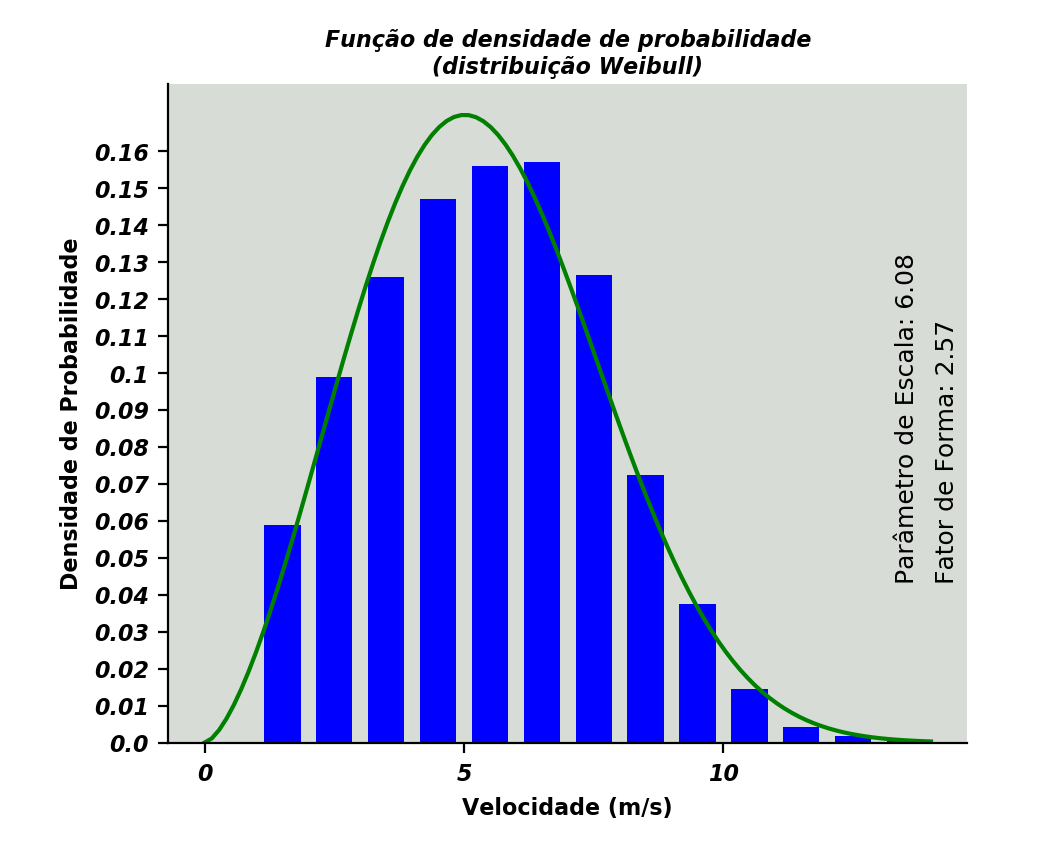 Função de densidade de probabilidade
(distribuição Weibull)
0.16
0.15
0.14
0.13
0.12
0.11
0.1
0.09
0.08
0.07
0.06
0.05
0.04
0.03
0.02
0.01
0.0
Densidade de Probabilidade
Parâmetro de Escala: 6.08
Fator de Forma: 2.57
0 5 10
Velocidade (m/s)